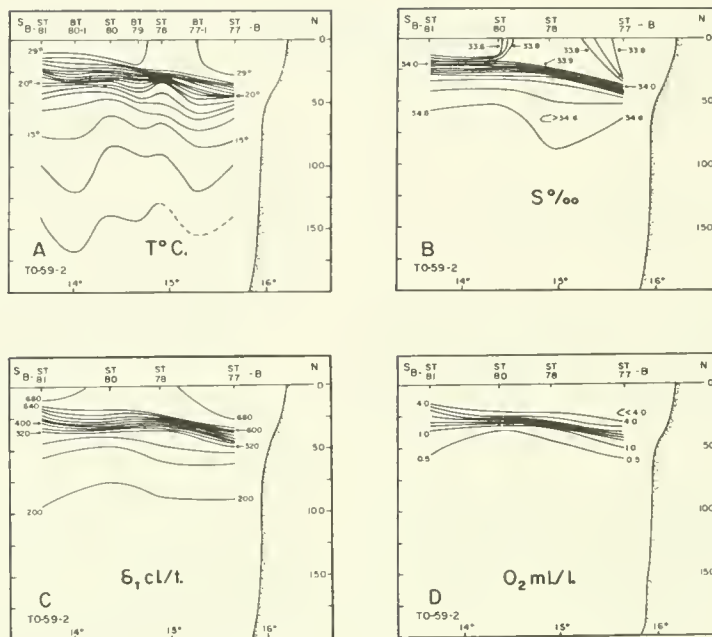 S ST BT ST BT ST BT ST N
B- 81 80-1 80 79 78 77-1 77 -B
29°
29°
20°
20°
15°
15°
0
50
100
150
A
T°C.
TO-59-2
14° 15° 16°
S ST ST ST ST N
B- 81 80 78 77 -B
33.8 33.8 33.8 33.8
34.0
33.9
34.0
34.6
>34.6
34.6
0
50
100
150
B
S‰
TO-59-2
14° 15° 16°
S ST ST ST ST N
B- 81 80 78 77 -B
680
640
680
400
600
320
520
200
200
0
50
100
150
C
δT cl/t.
TO-59-2
14° 15° 16°
S ST ST ST ST N
B- 81 80 78 77 -B
4.0
<4.0
4.0
1.0
1.0
0.5
0.5
0
50
100
150
D
O₂ ml/l.
TO-59-2
14° 15° 16°